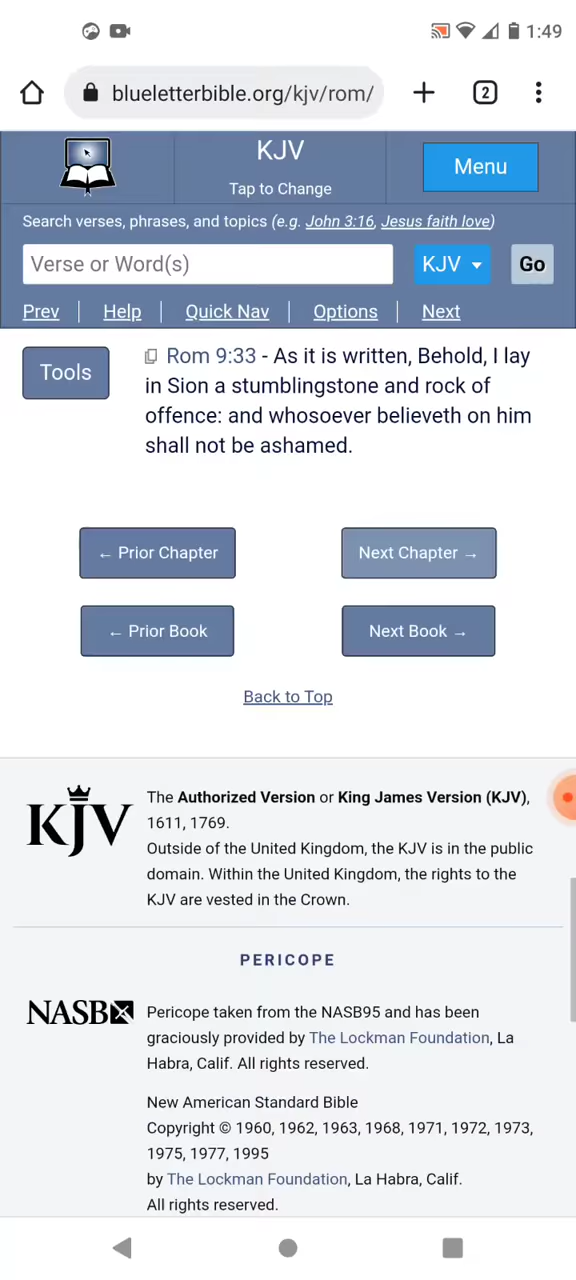 1:49
blueletterbible.org/kjv/rom/
2
KJV
Tap to Change
Menu
Search verses, phrases, and topics (e.g. John 3:16, Jesus faith love)
Verse or Word(s)
KJV
Go
Prev
Help
Quick Nav
Options
Next
Tools
Rom 9:33 - As it is written, Behold, I lay
in Sion a stumblingstone and rock of
offence: and whosoever believeth on him
shall not be ashamed.
← Prior Chapter
Next Chapter →
← Prior Book
Next Book →
Back to Top
KJV
The Authorized Version or King James Version (KJV),
1611, 1769.
Outside of the United Kingdom, the KJV is in the public
domain. Within the United Kingdom, the rights to the
KJV are vested in the Crown.
PERICOPE
NASB
Pericope taken from the NASB95 and has been
graciously provided by The Lockman Foundation, La
Habra, Calif. All rights reserved.
New American Standard Bible
Copyright © 1960, 1962, 1963, 1968, 1971, 1972, 1973,
1975, 1977, 1995
by The Lockman Foundation, La Habra, Calif.
All rights reserved.